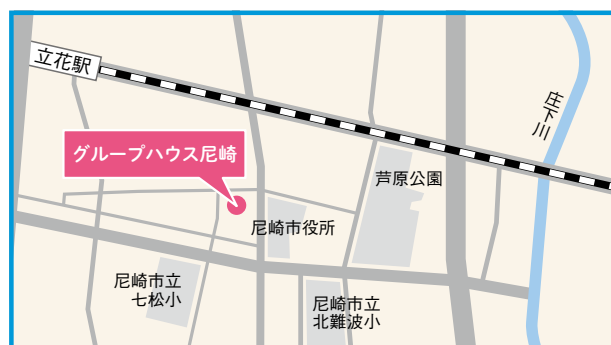 立花駅
庄下川
グループハウス尼崎
芦原公園
尼崎市役所
尼崎市立
七松小
尼崎市立
北難波小